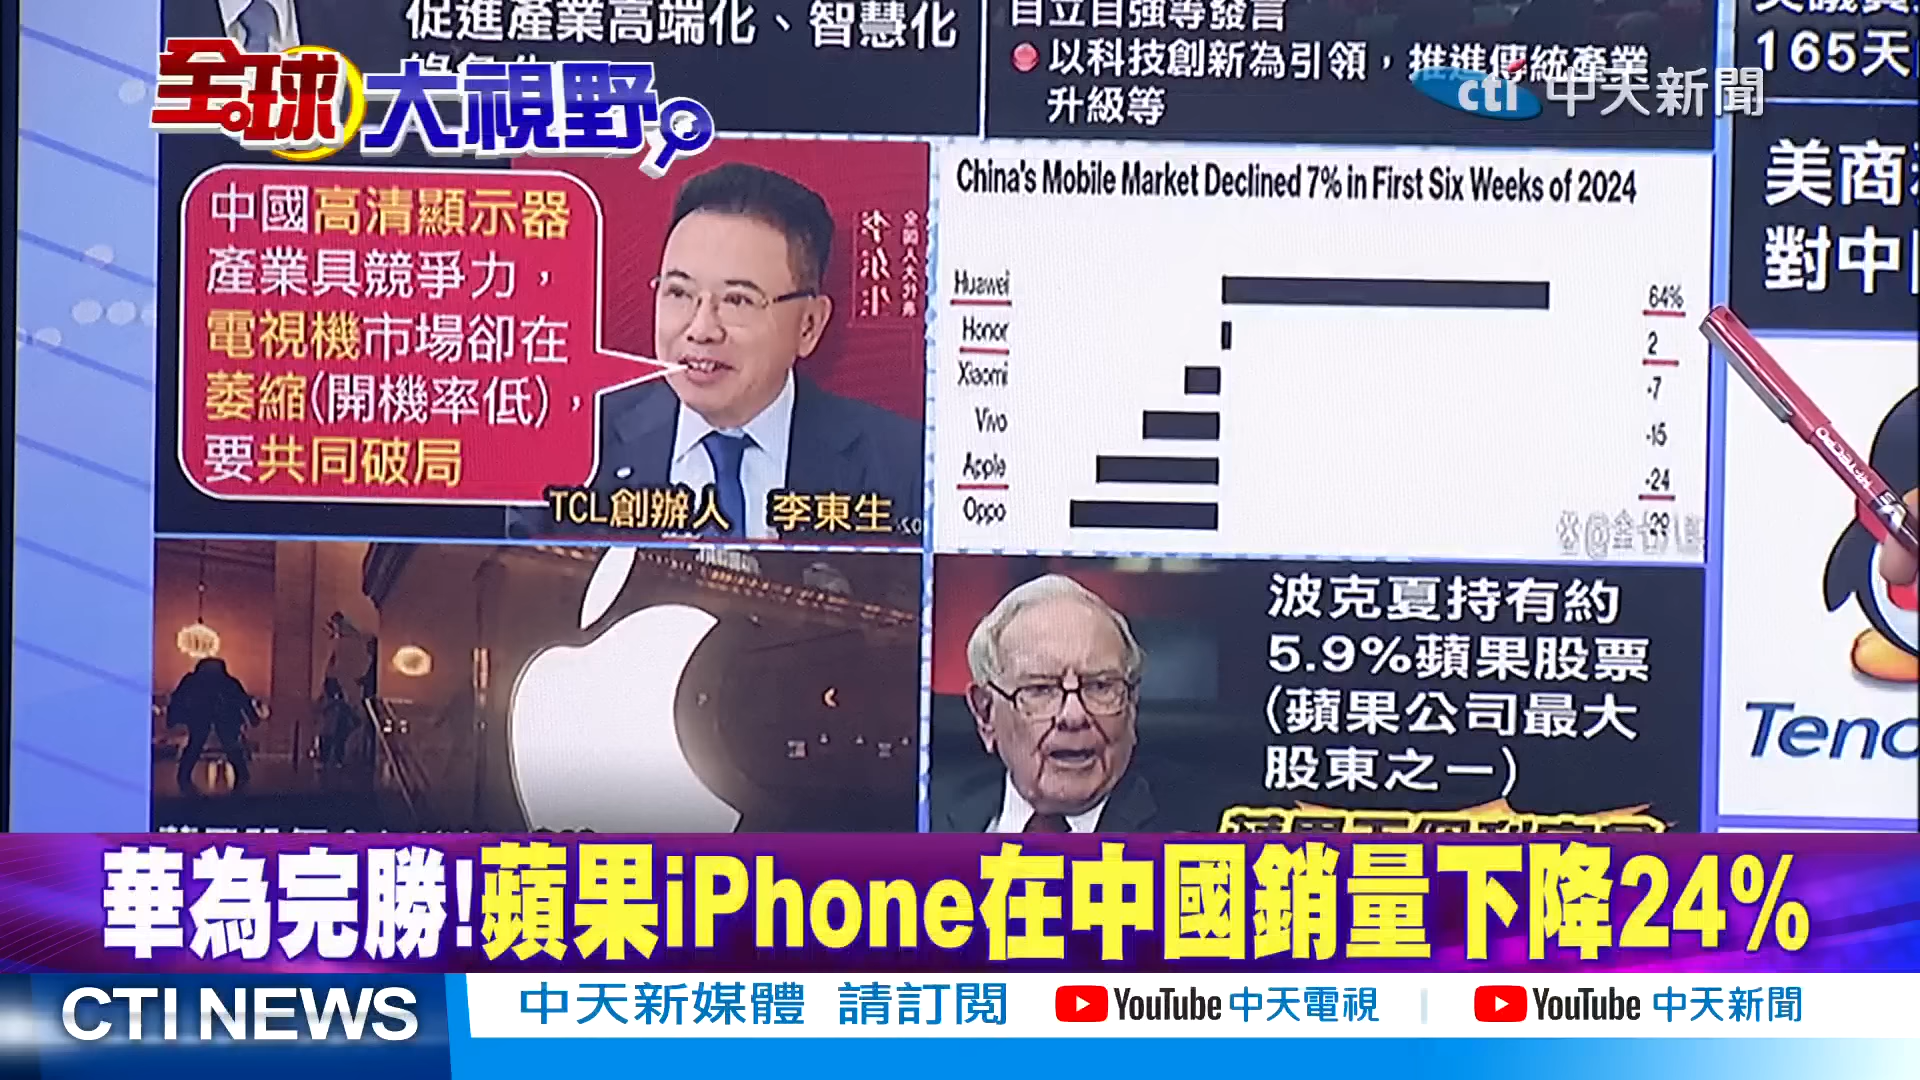 促進產業高端化、智慧化
自立自強等發言
以科技創新為引領，推進傳統產業
升級等
165天
全球大視野
cti 中天新聞
中國高清顯示器
產業具競爭力，
電視機市場卻在
萎縮(開機率低)，
要共同破局
TCL創辦人 李東生
China's Mobile Market Declined 7% in First Six Weeks of 2024
Huawei 64%
Honor 2
Xiaomi -7
Vivo -15
Apple -24
Oppo -29
美商
對中
波克夏持有約
5.9%蘋果股票
(蘋果公司最大
股東之一)
Tenc
華為完勝!蘋果iPhone在中國銷量下降24%
CTI NEWS 中天新媒體 請訂閱 YouTube 中天電視 | YouTube 中天新聞